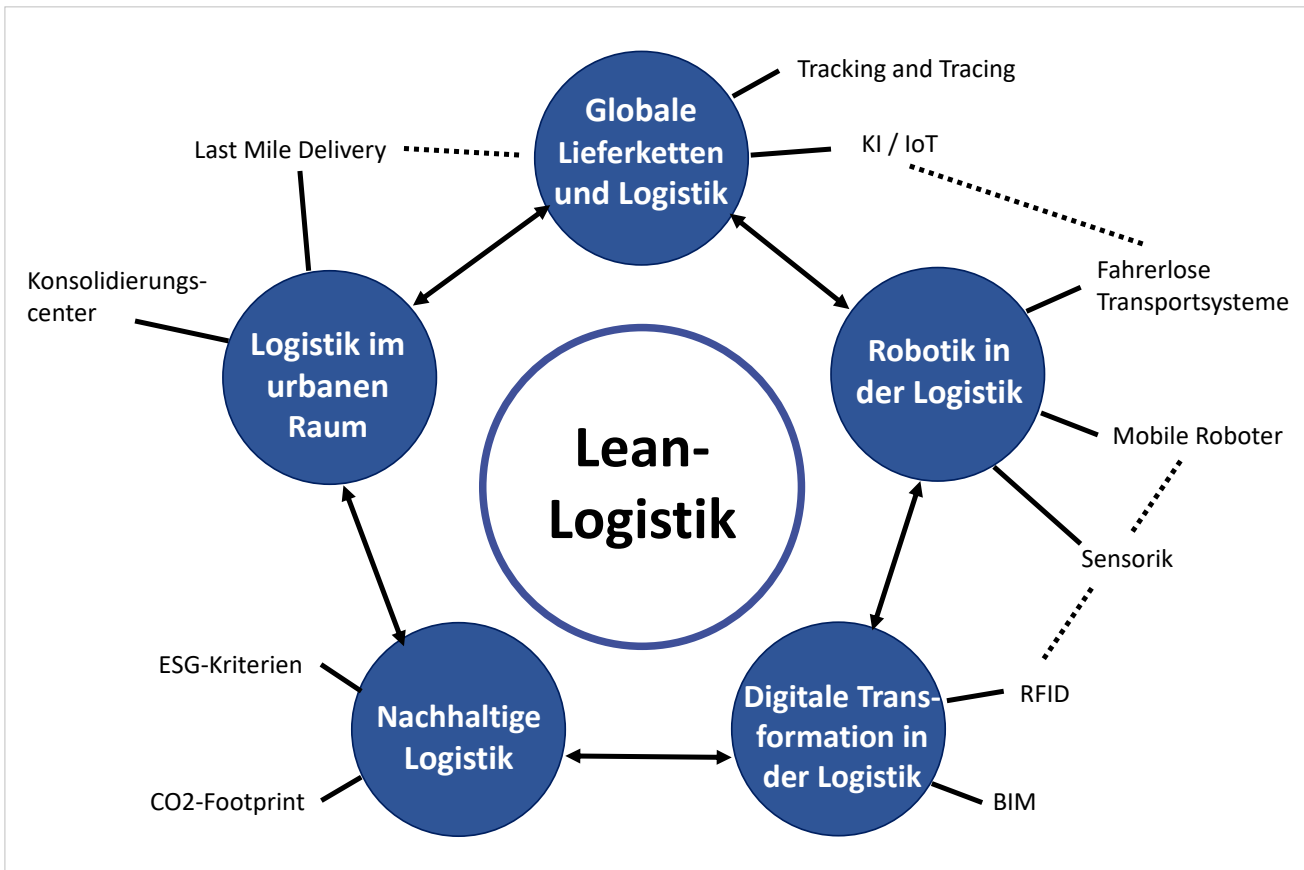 Tracking and Tracing
Globale
Lieferketten
und Logistik
KI / IoT
Last Mile Delivery
Fahrerlose
Transportsysteme
Konsolidierungs-
center
Logistik im
urbanen
Raum
Robotik in
der Logistik
Mobile Roboter
Lean-
Logistik
Sensorik
ESG-Kriterien
Nachhaltige
Logistik
CO2-Footprint
Digitale Trans-
formation in
der Logistik
RFID
BIM